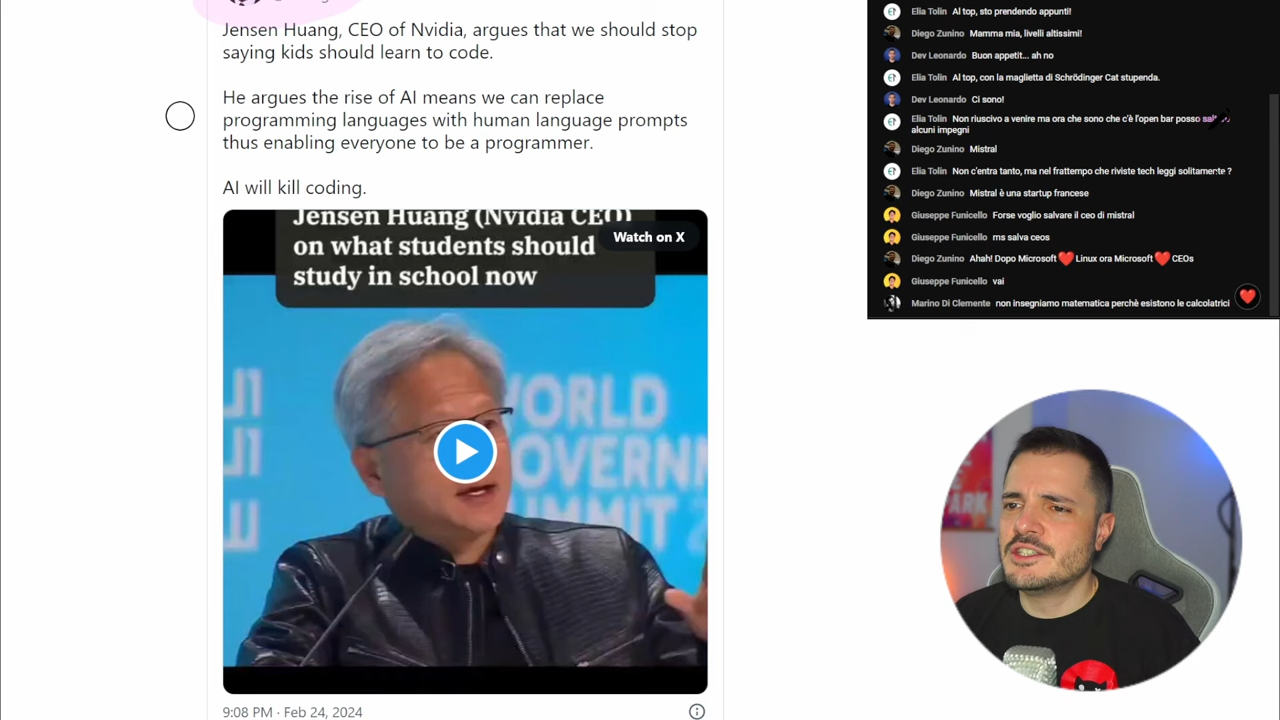 Jensen Huang, CEO of Nvidia, argues that we should stop
saying kids should learn to code.
He argues the rise of AI means we can replace
programming languages with human language prompts
thus enabling everyone to be a programmer.
AI will kill coding.
Jensen Huang (Nvidia CEO)
on what students should
study in school now
Watch on X
WORLD
GOVERNM
SUMMIT 2
9:08 PM · Feb 24, 2024
Elia Tolin Al top, sto prendendo appunti!
Diego Zunino Mamma mia, livelli altissimi!
Dev Leonardo Buon appetit... ah no
Elia Tolin Al top, con la maglietta di Schrödinger Cat stupenda.
Dev Leonardo Ci sono!
Elia Tolin Non riuscivo a venire ma ora che sono che c'è l'open bar posso
alcuni impegni
Diego Zunino Mistral
Elia Tolin Non c'entra tanto, ma nel frattempo che riviste tech leggi solitamente ?
Diego Zunino Mistral è una startup francese
Giuseppe Funicello Forse voglio salvare il ceo di mistral
Giuseppe Funicello ms salva ceos
Diego Zunino Ahah! Dopo Microsoft ❤️ Linux ora Microsoft ❤️ CEOs
Giuseppe Funicello vai
Marino Di Clemente non insegniamo matematica perchè esistono le calcolatrici